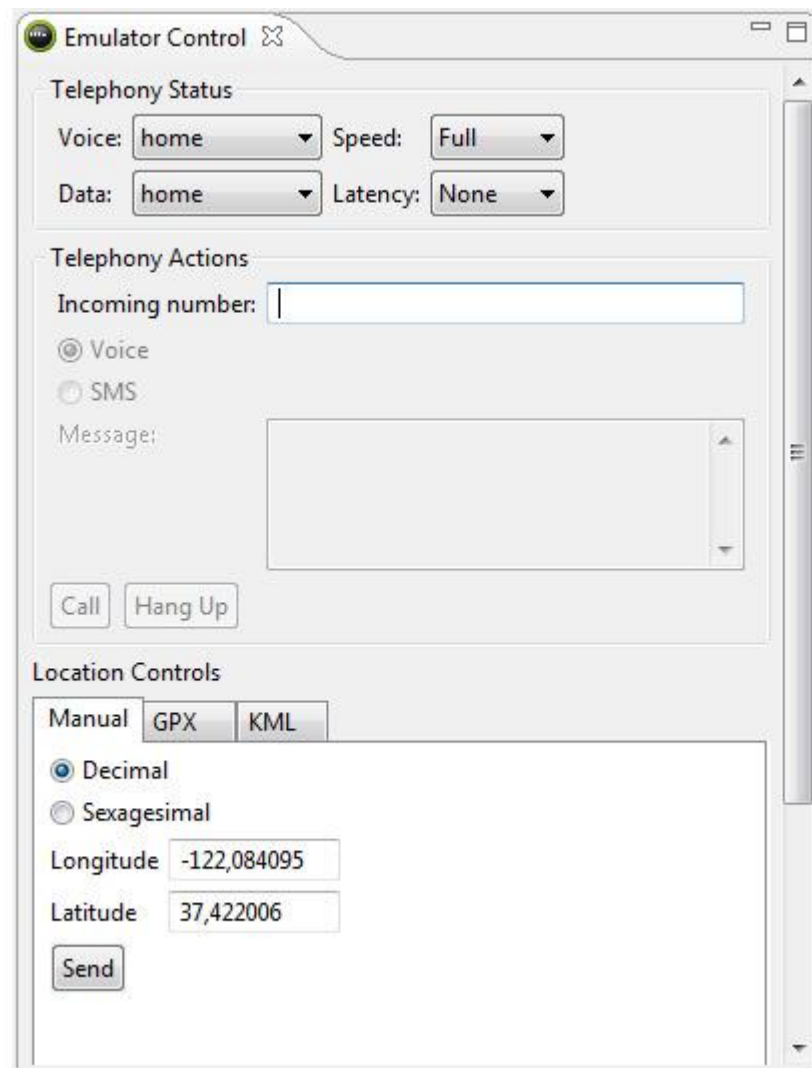 Emulator Control
Telephony Status
Voice: home Speed: Full
Data: home Latency: None
Telephony Actions
Incoming number:
Voice
SMS
Message:
Call Hang Up
Location Controls
Manual GPX KML
Decimal
Sexagesimal
Longitude -122,084095
Latitude 37,422006
Send